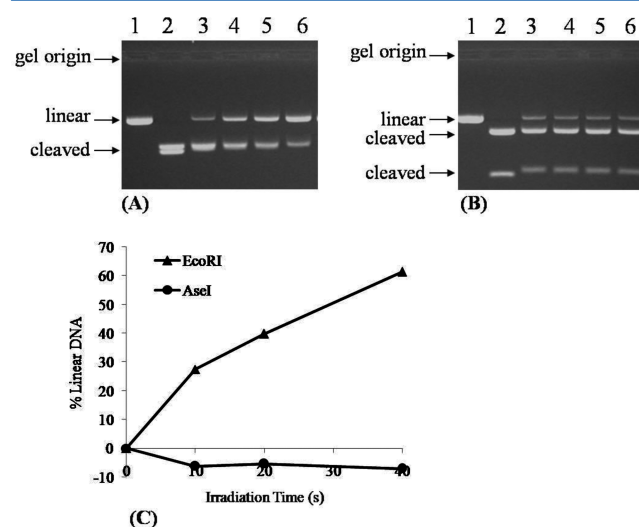 1 2 3 4 5 6
gel origin
linear
cleaved
(A)
1 2 3 4 5 6
gel origin
linear
cleaved
cleaved
(B)
70
60
50
40
30
20
10
0
-10
% Linear DNA
EcoRI
AseI
0 10 20 30 40
Irradiation Time (s)
(C)